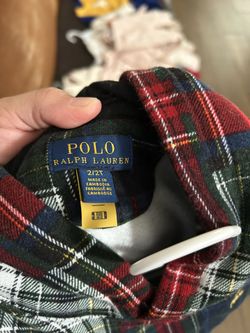 POLO
RALPH LAUREN
2/2T
MADE IN
CAMBODIA
FABRIQUÉ AU
CAMBODGE